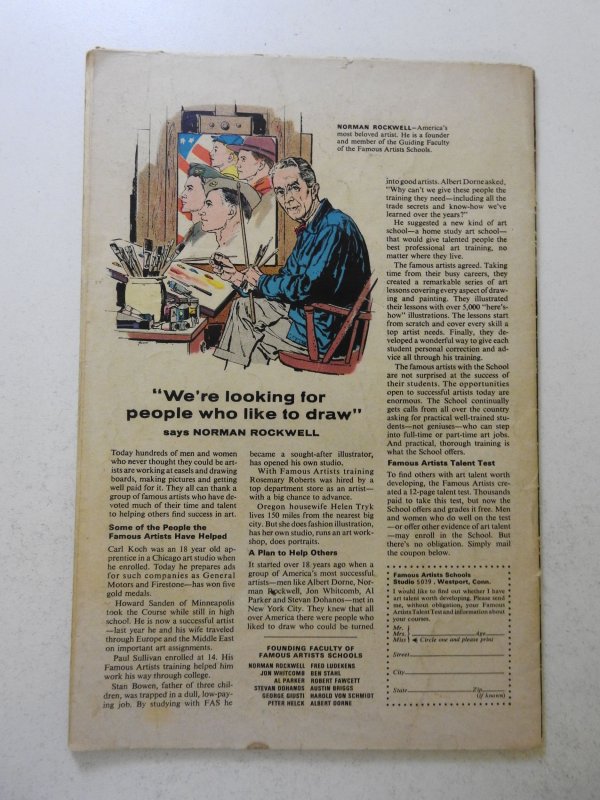 NORMAN ROCKWELL—America's
most beloved artist. He is a founder
and member of the Guiding Faculty
of the Famous Artists Schools.
"We're looking for
people who like to draw"
says NORMAN ROCKWELL
Today hundreds of men and women
who never thought they could be art-
ists are working at easels and drawing
boards, making pictures and getting
well paid for it. They all can thank a
group of famous artists who have de-
voted much of their time and talent
to helping others find success in art.
Some of the People the
Famous Artists Have Helped
Carl Koch was an 18 year old ap-
prentice in a Chicago art studio when
he enrolled. Today he prepares ads
for such companies as General
Motors and Firestone—has won five
gold medals.
Howard Sanden of Minneapolis
took the Course while still in high
school. He is now a successful artist
—last year he and his wife traveled
through Europe and the Middle East
on important art assignments.
Paul Sullivan enrolled at 14. His
Famous Artists training helped him
work his way through college.
Stan Bowen, father of three chil-
dren, was trapped in a dull, low-pay-
ing job. By studying with FAS he
became a sought-after illustrator,
has opened his own studio.
With Famous Artists training
Rosemary Roberts was hired by a
top department store as an artist—
with a big chance to advance.
Oregon housewife Helen Tryk
lives 150 miles from the nearest big
city. But she does fashion illustration,
has her own studio, runs an art work-
shop, does portraits.
A Plan to Help Others
It started over 18 years ago when a
group of America's most successful
artists—men like Albert Dorne, Nor-
man Rockwell, Jon Whitcomb, Al
Parker and Stevan Dohanos—met in
New York City. They knew that all
over America there were people who
liked to draw who could be turned
FOUNDING FACULTY OF
FAMOUS ARTISTS SCHOOLS
NORMAN ROCKWELL FRED LUDEKENS
JON WHITCOMB BEN STAHL
AL PARKER ROBERT FAWCETT
STEVAN DOHANOS AUSTIN BRIGGS
GEORGE GIUSTI HAROLD VON SCHMIDT
PETER HELCK ALBERT DORNE
into good artists. Albert Dorne asked,
"Why can't we give these people the
training they need—including all the
trade secrets and know-how we've
learned over the years?"
He suggested a new kind of art
school—a home study art school—
that would give talented people the
best professional art training, no
matter where they live.
The famous artists agreed. Taking
time from their busy careers, they
created a remarkable series of art
lessons covering every aspect of draw-
ing and painting. They illustrated
their lessons with over 5,000 "here's-
how" illustrations. The lessons start
from scratch and cover every skill a
top artist needs. Finally, they de-
veloped a wonderful way to give each
student personal correction and ad-
vice all through his training.
The famous artists with the School
are not surprised at the success of
their students. The opportunities
open to successful artists today are
enormous. The School continually
gets calls from all over the country
asking for practical well-trained stu-
dents—not geniuses—who can step
into full-time or part-time art jobs.
And practical, thorough training is
what the School offers.
Famous Artists Talent Test
To find others with art talent worth
developing, the Famous Artists cre-
ated a 12-page talent test. Thousands
paid to take this test, but now the
School offers and grades it free. Men
and women who do well on the test
—or offer other evidence of art talent
—may enroll in the School. But
there's no obligation. Simply mail
the coupon below.
Famous Artists Schools
Studio 5039, Westport, Conn.
I would like to find out whether I have
art talent worth developing. Please send
me, without obligation, your Famous
Artists Talent Test and information about
your courses.
Mr.
Mrs. Age
Miss Circle one and please print
Street
City
State Zip
(if known)